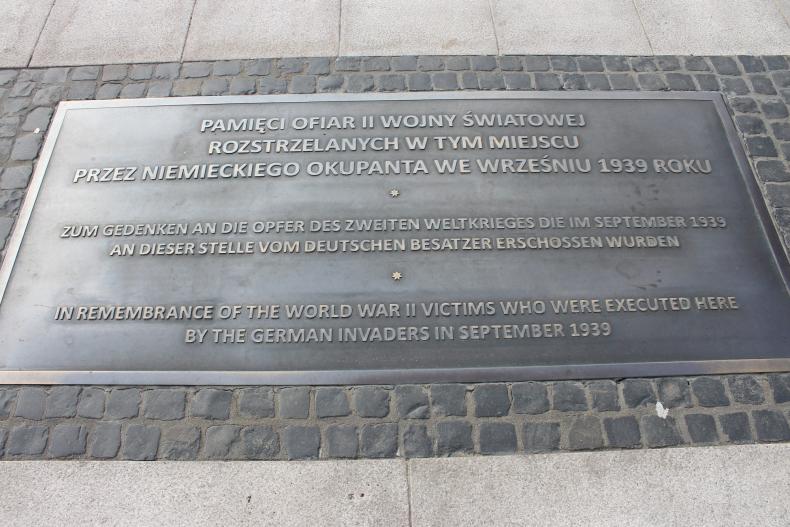 PAMIĘCI OFIAR II WOJNY ŚWIATOWEJ
ROZSTRZELANYCH W TYM MIEJSCU
PRZEZ NIEMIECKIEGO OKUPANTA WE WRZEŚNIU 1939 ROKU
ZUM GEDENKEN AN DIE OPFER DES ZWEITEN WELTKRIEGES DIE IM SEPTEMBER 1939
AN DIESER STELLE VOM DEUTSCHEN BESATZER ERSCHOSSEN WURDEN
IN REMEMBRANCE OF THE WORLD WAR II VICTIMS WHO WERE EXECUTED HERE
BY THE GERMAN INVADERS IN SEPTEMBER 1939